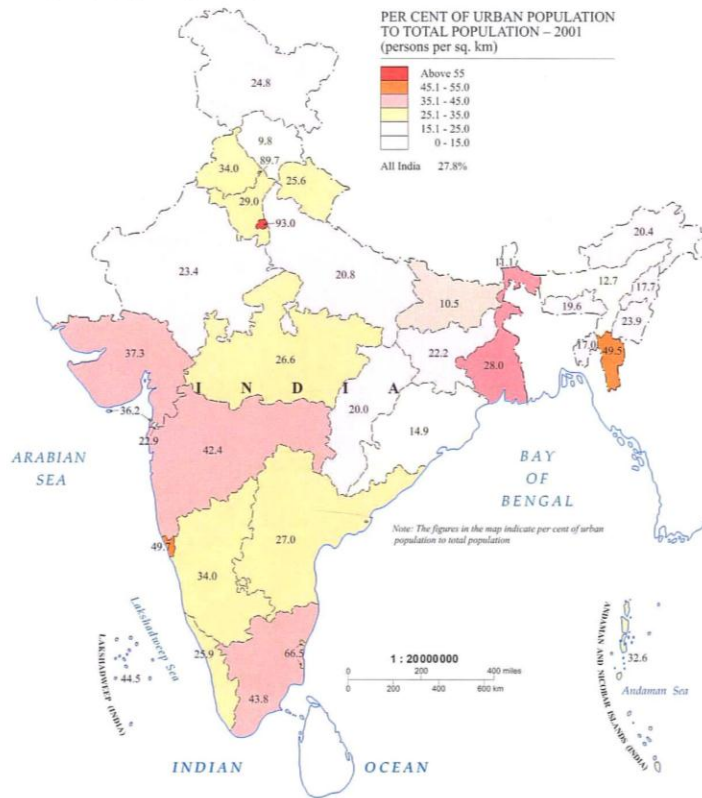 PER CENT OF URBAN POPULATION
TO TOTAL POPULATION – 2001
(persons per sq. km)
Above 55
45.1 - 55.0
35.1 - 45.0
25.1 - 35.0
15.1 - 25.0
0 - 15.0
All India 27.8%
24.8
9.8
89.7
34.0
25.6
29.0
93.0
20.4
23.4
20.8
12.7
17.7
11.1
10.5
19.6
23.9
37.3
26.6
22.2
17.0
49.5
28.0
I N D I A
36.2
20.0
22.9
42.4
14.9
ARABIAN
SEA
BAY
OF
BENGAL
Note: The figures in the map indicate per cent of urban
population to total population
49.7
27.0
34.0
Lakshadweep Sea
LAKSHADWEEP (INDIA)
44.5
25.9
66.5
43.8
1 : 20000000
200 0 200 400 miles
0 200 400 600 km
ANDAMAN AND NICOBAR ISLANDS (INDIA)
32.6
Andaman Sea
INDIAN OCEAN